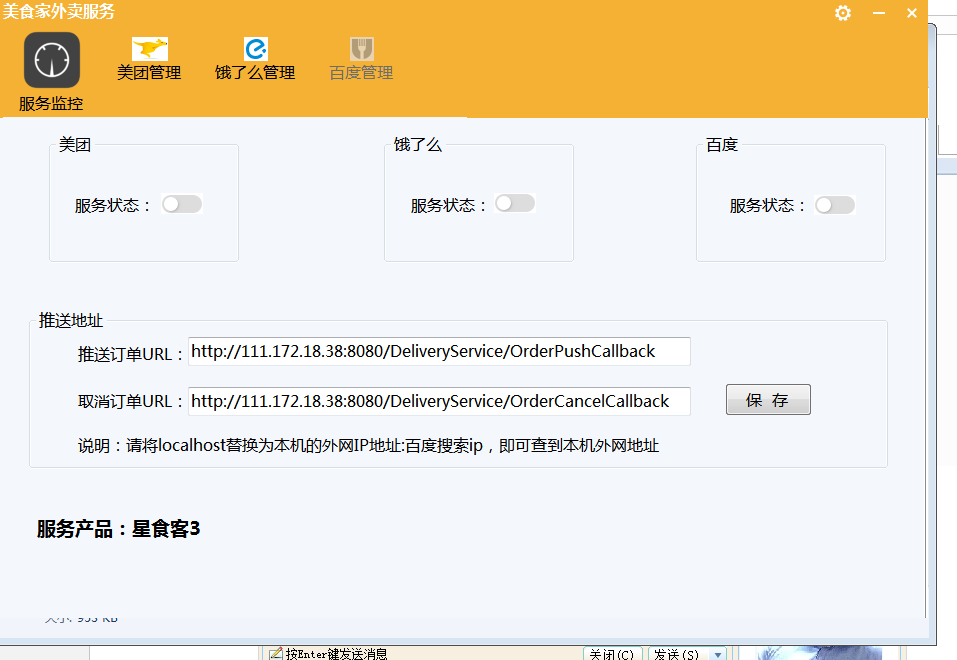 美食家外卖服务
服务监控
美团管理
饿了么管理
百度管理
美团
服务状态：
饿了么
服务状态：
百度
服务状态：
推送地址
推送订单URL：
http://111.172.18.38:8080/DeliveryService/OrderPushCallback
取消订单URL：
http://111.172.18.38:8080/DeliveryService/OrderCancelCallback
保 存
说明：请将localhost替换为本机的外网IP地址:百度搜索ip，即可查到本机外网地址
服务产品：星食客3
大小: 953 KB
按Enter键发送消息
关闭(C)
发送(S)